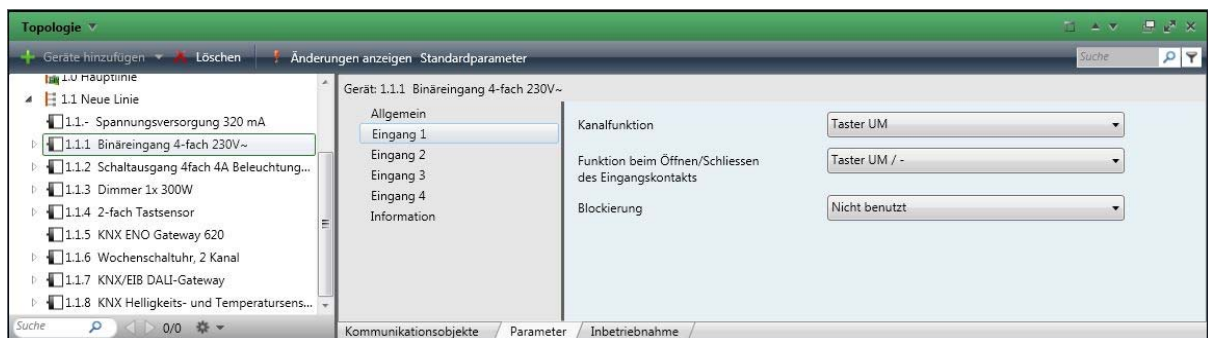 Topologie
Geräte hinzufügen Löschen Änderungen anzeigen Standardparameter Suche
1.0 Hauptlinie
1.1 Neue Linie
1.1.- Spannungsversorgung 320 mA
1.1.1 Binäreingang 4-fach 230V~
1.1.2 Schaltausgang 4fach 4A Beleuchtung...
1.1.3 Dimmer 1x 300W
1.1.4 2-fach Tastsensor
1.1.5 KNX ENO Gateway 620
1.1.6 Wochenschaltuhr, 2 Kanal
1.1.7 KNX/EIB DALI-Gateway
1.1.8 KNX Helligkeits- und Temperatursens...
Suche 0/0
Gerät: 1.1.1 Binäreingang 4-fach 230V~
Allgemein
Eingang 1
Eingang 2
Eingang 3
Eingang 4
Information
Kanalfunktion Taster UM
Funktion beim Öffnen/Schliessen Taster UM / -
des Eingangskontakts
Blockierung Nicht benutzt
Kommunikationsobjekte Parameter Inbetriebnahme